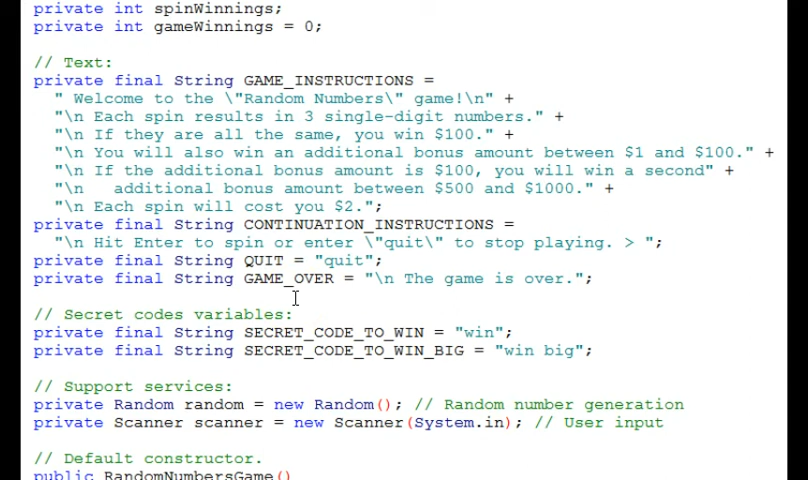 private int spinWinnings;
private int gameWinnings = 0;
// Text:
private final String GAME_INSTRUCTIONS =
" Welcome to the \"Random Numbers\" game!\n" +
"\n Each spin results in 3 single-digit numbers." +
"\n If they are all the same, you win $100." +
"\n You will also win an additional bonus amount between $1 and $100." +
"\n If the additional bonus amount is $100, you will win a second" +
"\n   additional bonus amount between $500 and $1000." +
"\n Each spin will cost you $2.";
private final String CONTINUATION_INSTRUCTIONS =
"\n Hit Enter to spin or enter \"quit\" to stop playing. > ";
private final String QUIT = "quit";
private final String GAME_OVER = "\n The game is over.";
// Secret codes variables:
private final String SECRET_CODE_TO_WIN = "win";
private final String SECRET_CODE_TO_WIN_BIG = "win big";
// Support services:
private Random random = new Random(); // Random number generation
private Scanner scanner = new Scanner(System.in); // User input
// Default constructor.
public RandomNumbersGame()